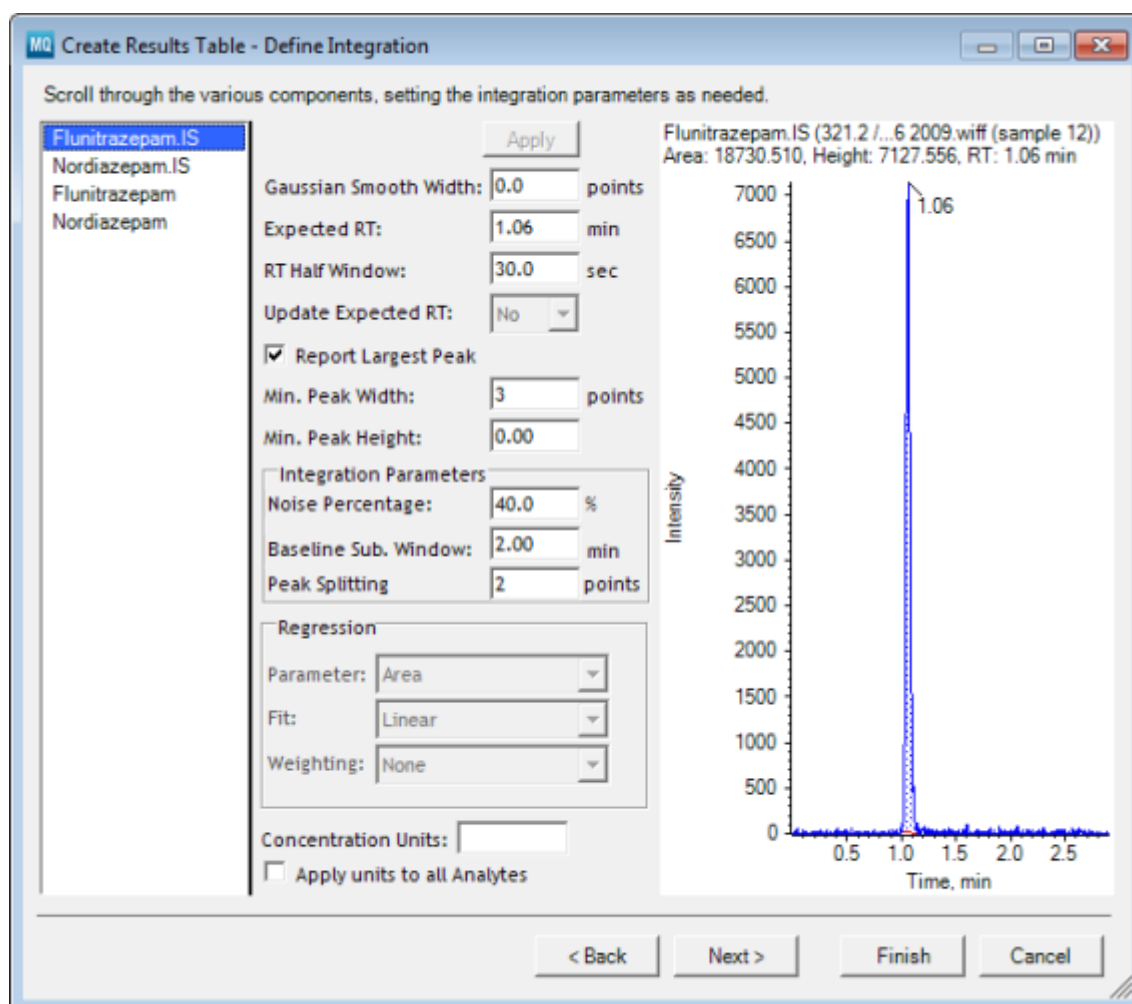 MQ Create Results Table - Define Integration
Scroll through the various components, setting the integration parameters as needed.
Flunitrazepam.IS
Nordiazepam.IS
Flunitrazepam
Nordiazepam
Apply
Gaussian Smooth Width: 0.0 points
Expected RT: 1.06 min
RT Half Window: 30.0 sec
Update Expected RT: No
Report Largest Peak
Min. Peak Width: 3 points
Min. Peak Height: 0.00
Integration Parameters
Noise Percentage: 40.0 %
Baseline Sub. Window: 2.00 min
Peak Splitting 2 points
Regression
Parameter: Area
Fit: Linear
Weighting: None
Concentration Units:
Apply units to all Analytes
Flunitrazepam.IS (321.2 /...6 2009.wiff (sample 12))
Area: 18730.510, Height: 7127.556, RT: 1.06 min
1.06
7000
6500
6000
5500
5000
4500
4000
3500
3000
2500
2000
1500
1000
500
0
Intensity
0.5 1.0 1.5 2.0 2.5
Time, min
< Back Next > Finish Cancel